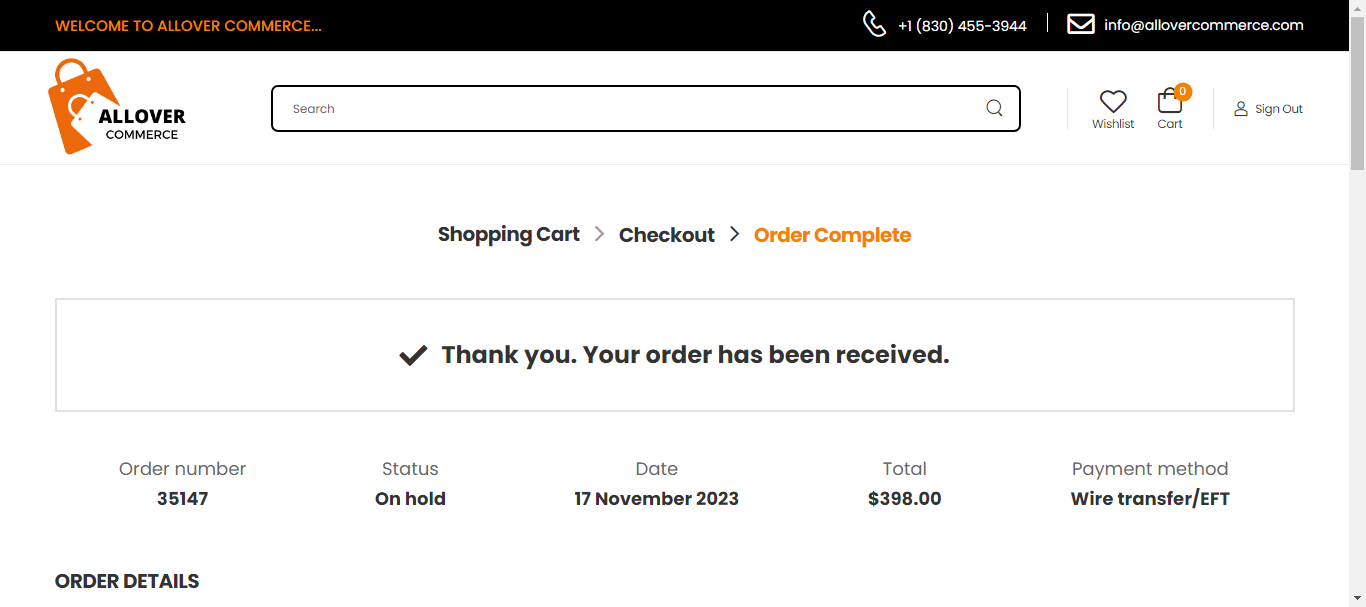 WELCOME TO ALLOVER COMMERCE...
+1 (830) 455-3944
info@allovercommerce.com
ALLOVER
COMMERCE
Search
Wishlist
0
Cart
Sign Out
Shopping Cart > Checkout > Order Complete
Thank you. Your order has been received.
Order number Status Date Total Payment method
35147 On hold 17 November 2023 $398.00 Wire transfer/EFT
ORDER DETAILS